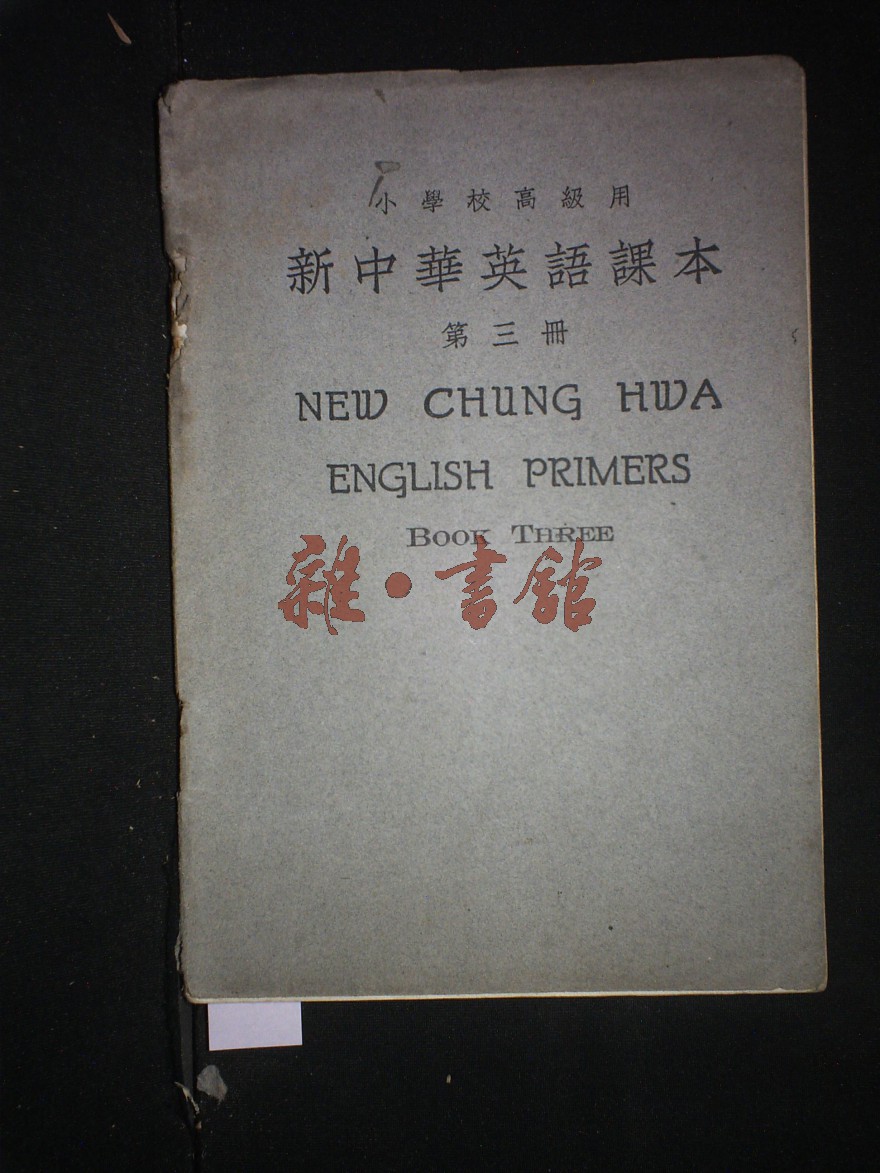 小學校高級用
新中華英語課本
第三冊
NEW CHUNG HWA
ENGLISH PRIMERS
BOOK THREE
雜·書館